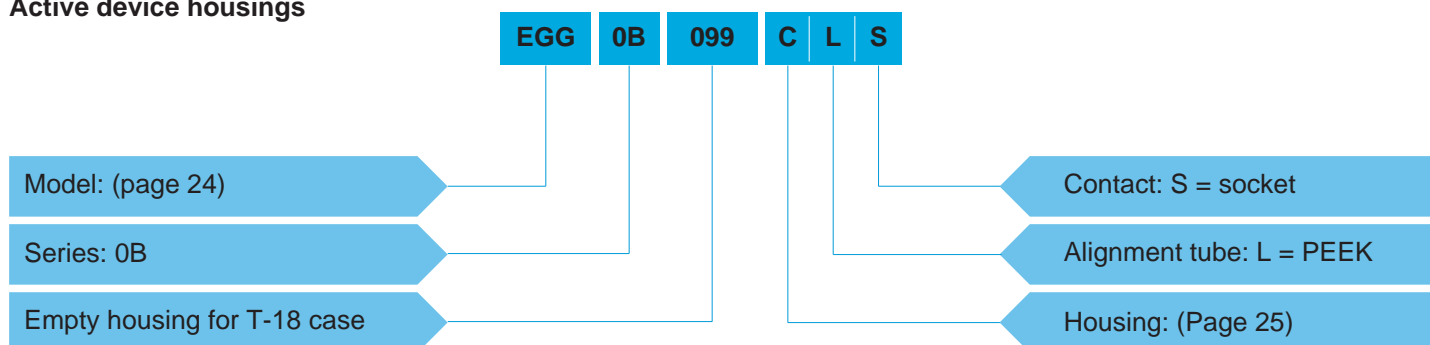 Active device housings
EGG 0B 099 C L S
Model: (page 24)
Series: 0B
Empty housing for T-18 case
Contact: S = socket
Alignment tube: L = PEEK
Housing: (Page 25)